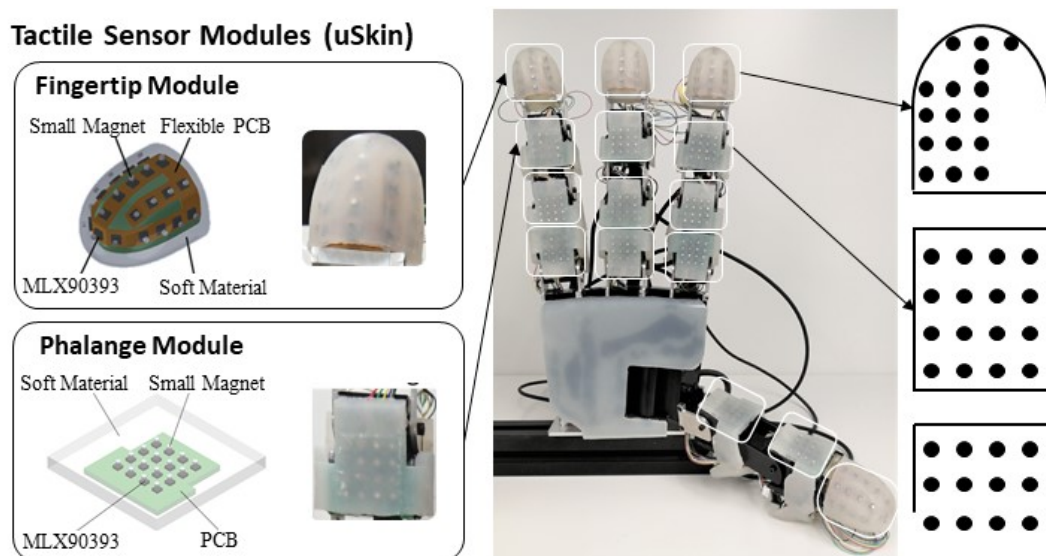 Tactile Sensor Modules (uSkin)
Fingertip Module
Small Magnet Flexible PCB
MLX90393 Soft Material
Phalange Module
Soft Material Small Magnet
MLX90393 PCB